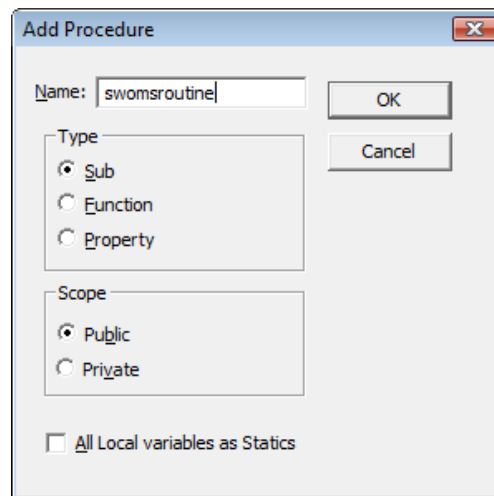 Add Procedure
Name: swomsroutine
OK
Type
Cancel
Sub
Function
Property
Scope
Public
Private
All Local variables as Statics